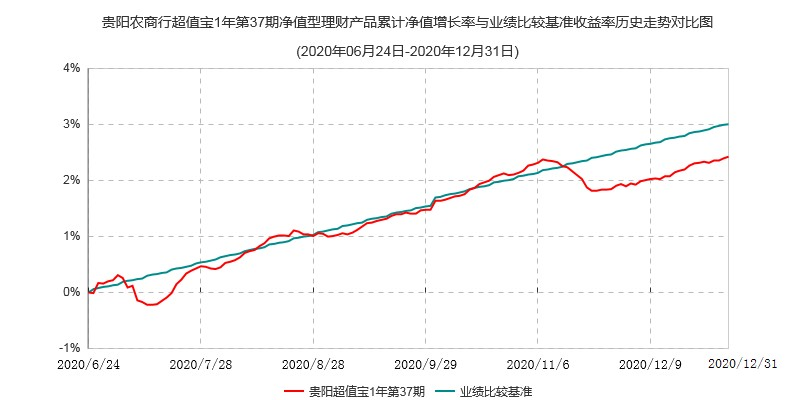 贵阳农商行超值宝1年第37期净值型理财产品累计净值增长率与业绩比较基准收益率历史走势对比图
(2020年06月24日-2020年12月31日)
4%
3%
2%
1%
0%
-1%
2020/6/24 2020/7/28 2020/8/28 2020/9/29 2020/11/6 2020/12/9 2020/12/31
贵阳超值宝1年第37期 业绩比较基准